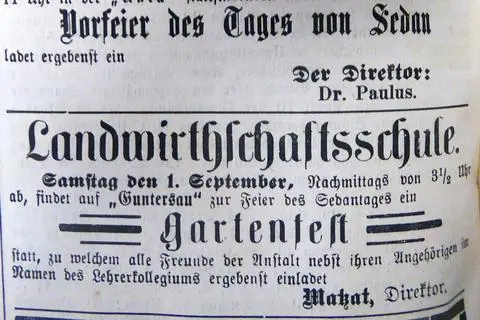 Vorfeier des Tages von Sedan
ladet ergebenst ein
Der Direktor:
Dr. Paulus.
Landwirthschaftsschule.
Samstag den 1. September, Nachmittags von 3½ Uhr
ab, findet auf „Guntersau“ zur Feier des Sedantages ein
Gartenfest
statt, zu welchem alle Freunde der Anstalt nebst ihren Angehörigen im
Namen des Lehrerkollegiums ergebenst einladet
Matzat, Direktor.